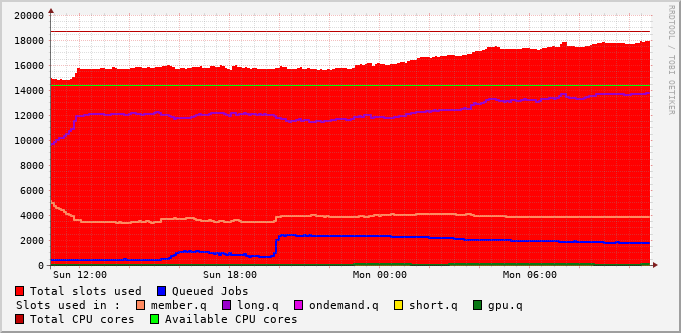 20000
18000
16000
14000
12000
10000
8000
6000
4000
2000
0
Sun 12:00 Sun 18:00 Mon 00:00 Mon 06:00
RRDTOOL / TOBI OETIKER
Total slots used Queued Jobs
Slots used in : member.q long.q ondemand.q short.q gpu.q
Total CPU cores Available CPU cores